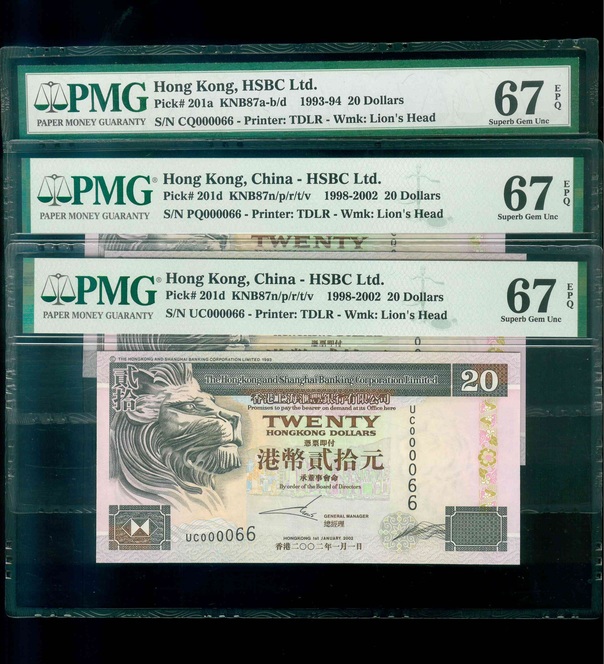 PMG
PAPER MONEY GUARANTY
Hong Kong, HSBC Ltd.
Pick# 201a KNB87a-b/d 1993-94 20 Dollars
S/N CQ000066 - Printer: TDLR - Wmk: Lion's Head
67 EPQ
Superb Gem Unc
PMG®
PAPER MONEY GUARANTY
Hong Kong, China - HSBC Ltd.
Pick# 201d KNB87n/p/r/t/v 1998-2002 20 Dollars
S/N PQ000066 - Printer: TDLR - Wmk: Lion's Head
67 EPQ
Superb Gem Unc
TWENTY
PMG®
PAPER MONEY GUARANTY
Hong Kong, China - HSBC Ltd.
Pick# 201d KNB87n/p/r/t/v 1998-2002 20 Dollars
S/N UC000066 - Printer: TDLR - Wmk: Lion's Head
67 EPQ
Superb Gem Unc
憑票即付
貳拾
The Hongkong and Shanghai Banking Corporation Limited
20
香港上海滙豐銀行有限公司
Promises to pay the bearer on demand at its Office here
TWENTY
HONGKONG DOLLARS
憑票即付
港幣貳拾元
承董事會命
By order of the Board of Directors
UC000066
GENERAL MANAGER
總經理
UC000066
HONGKONG 1st JANUARY 2002
香港二〇〇二年一月一日